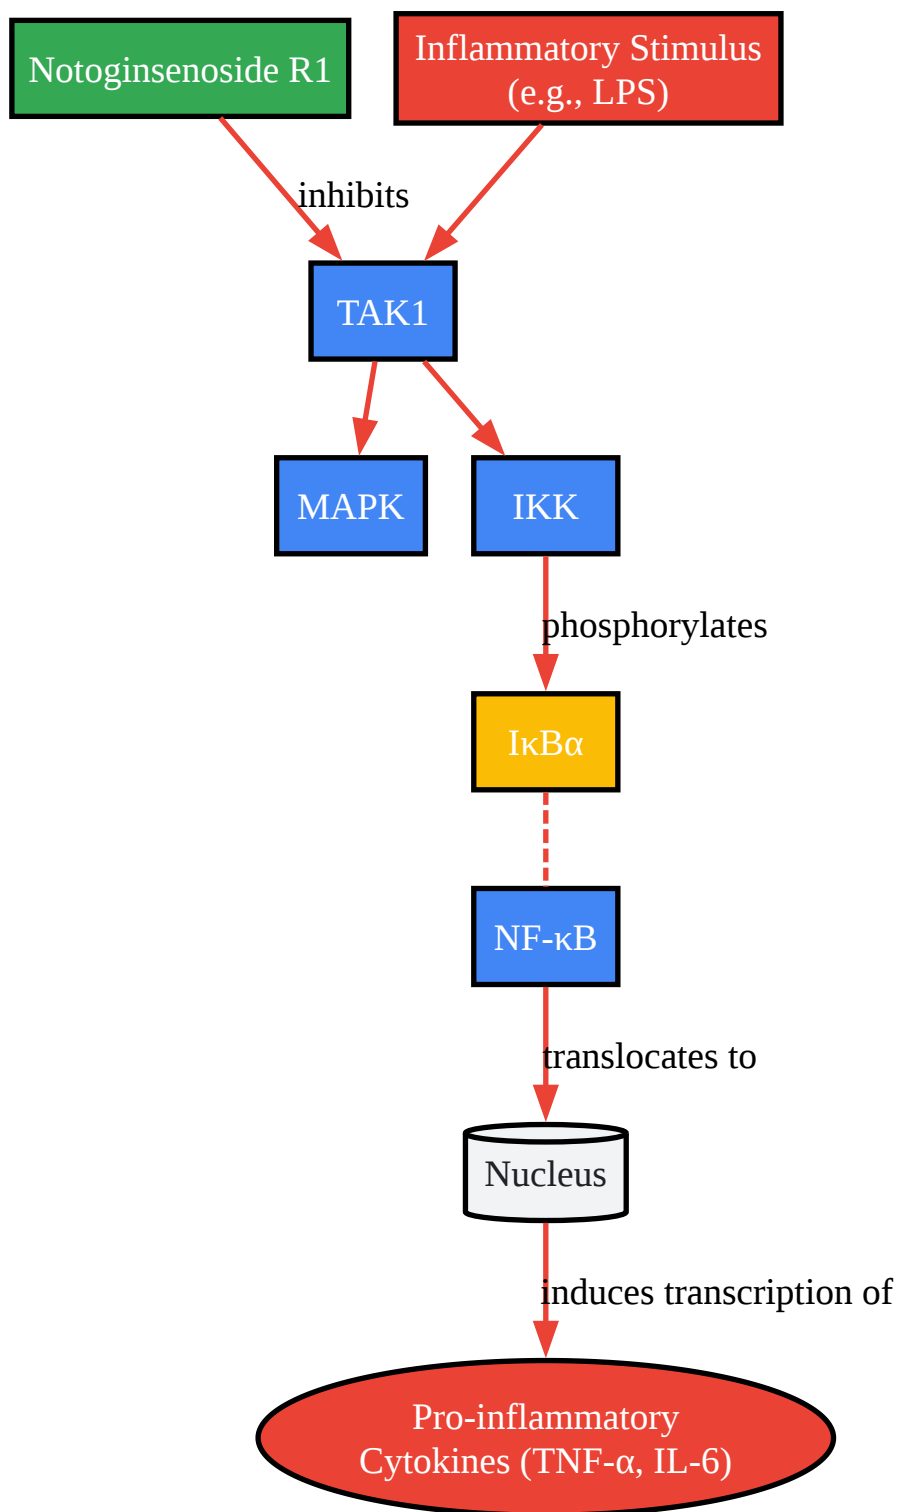 Notoginsenoside R1
Inflammatory Stimulus
(e.g., LPS)
inhibits
TAK1
MAPK
IKK
phosphorylates
IκBα
NF-κB
translocates to
Nucleus
induces transcription of
Pro-inflammatory
Cytokines (TNF-α, IL-6)